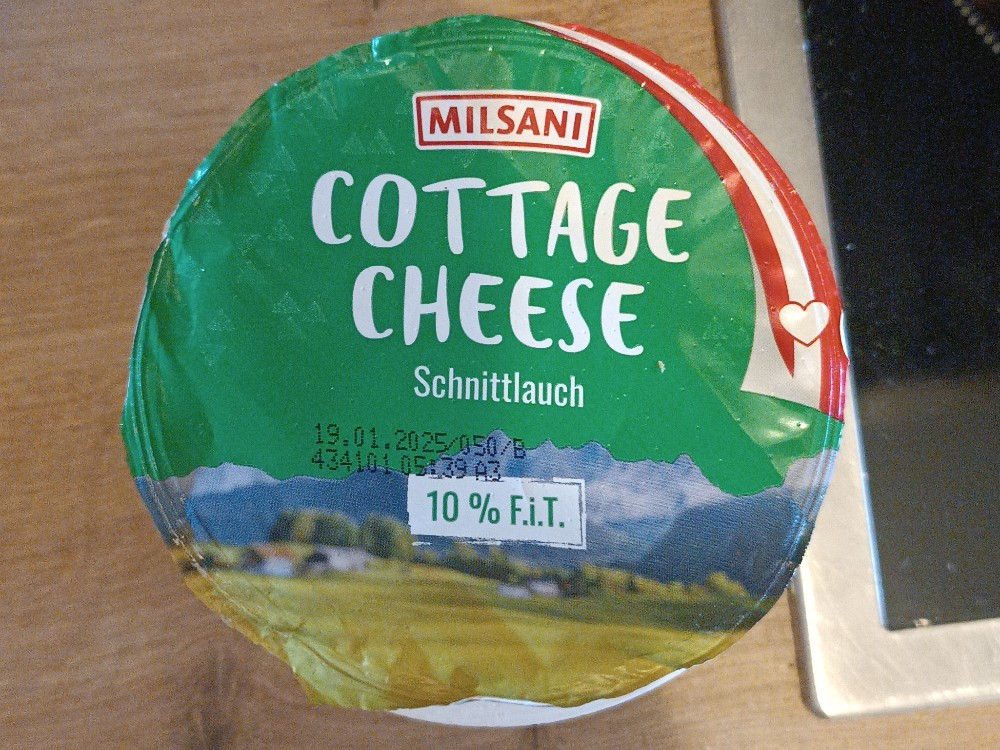 MILSANI
COTTAGE
CHEESE
Schnittlauch
19.01.2025/050/B
434101 05:39 A3
10 % F.i.T.